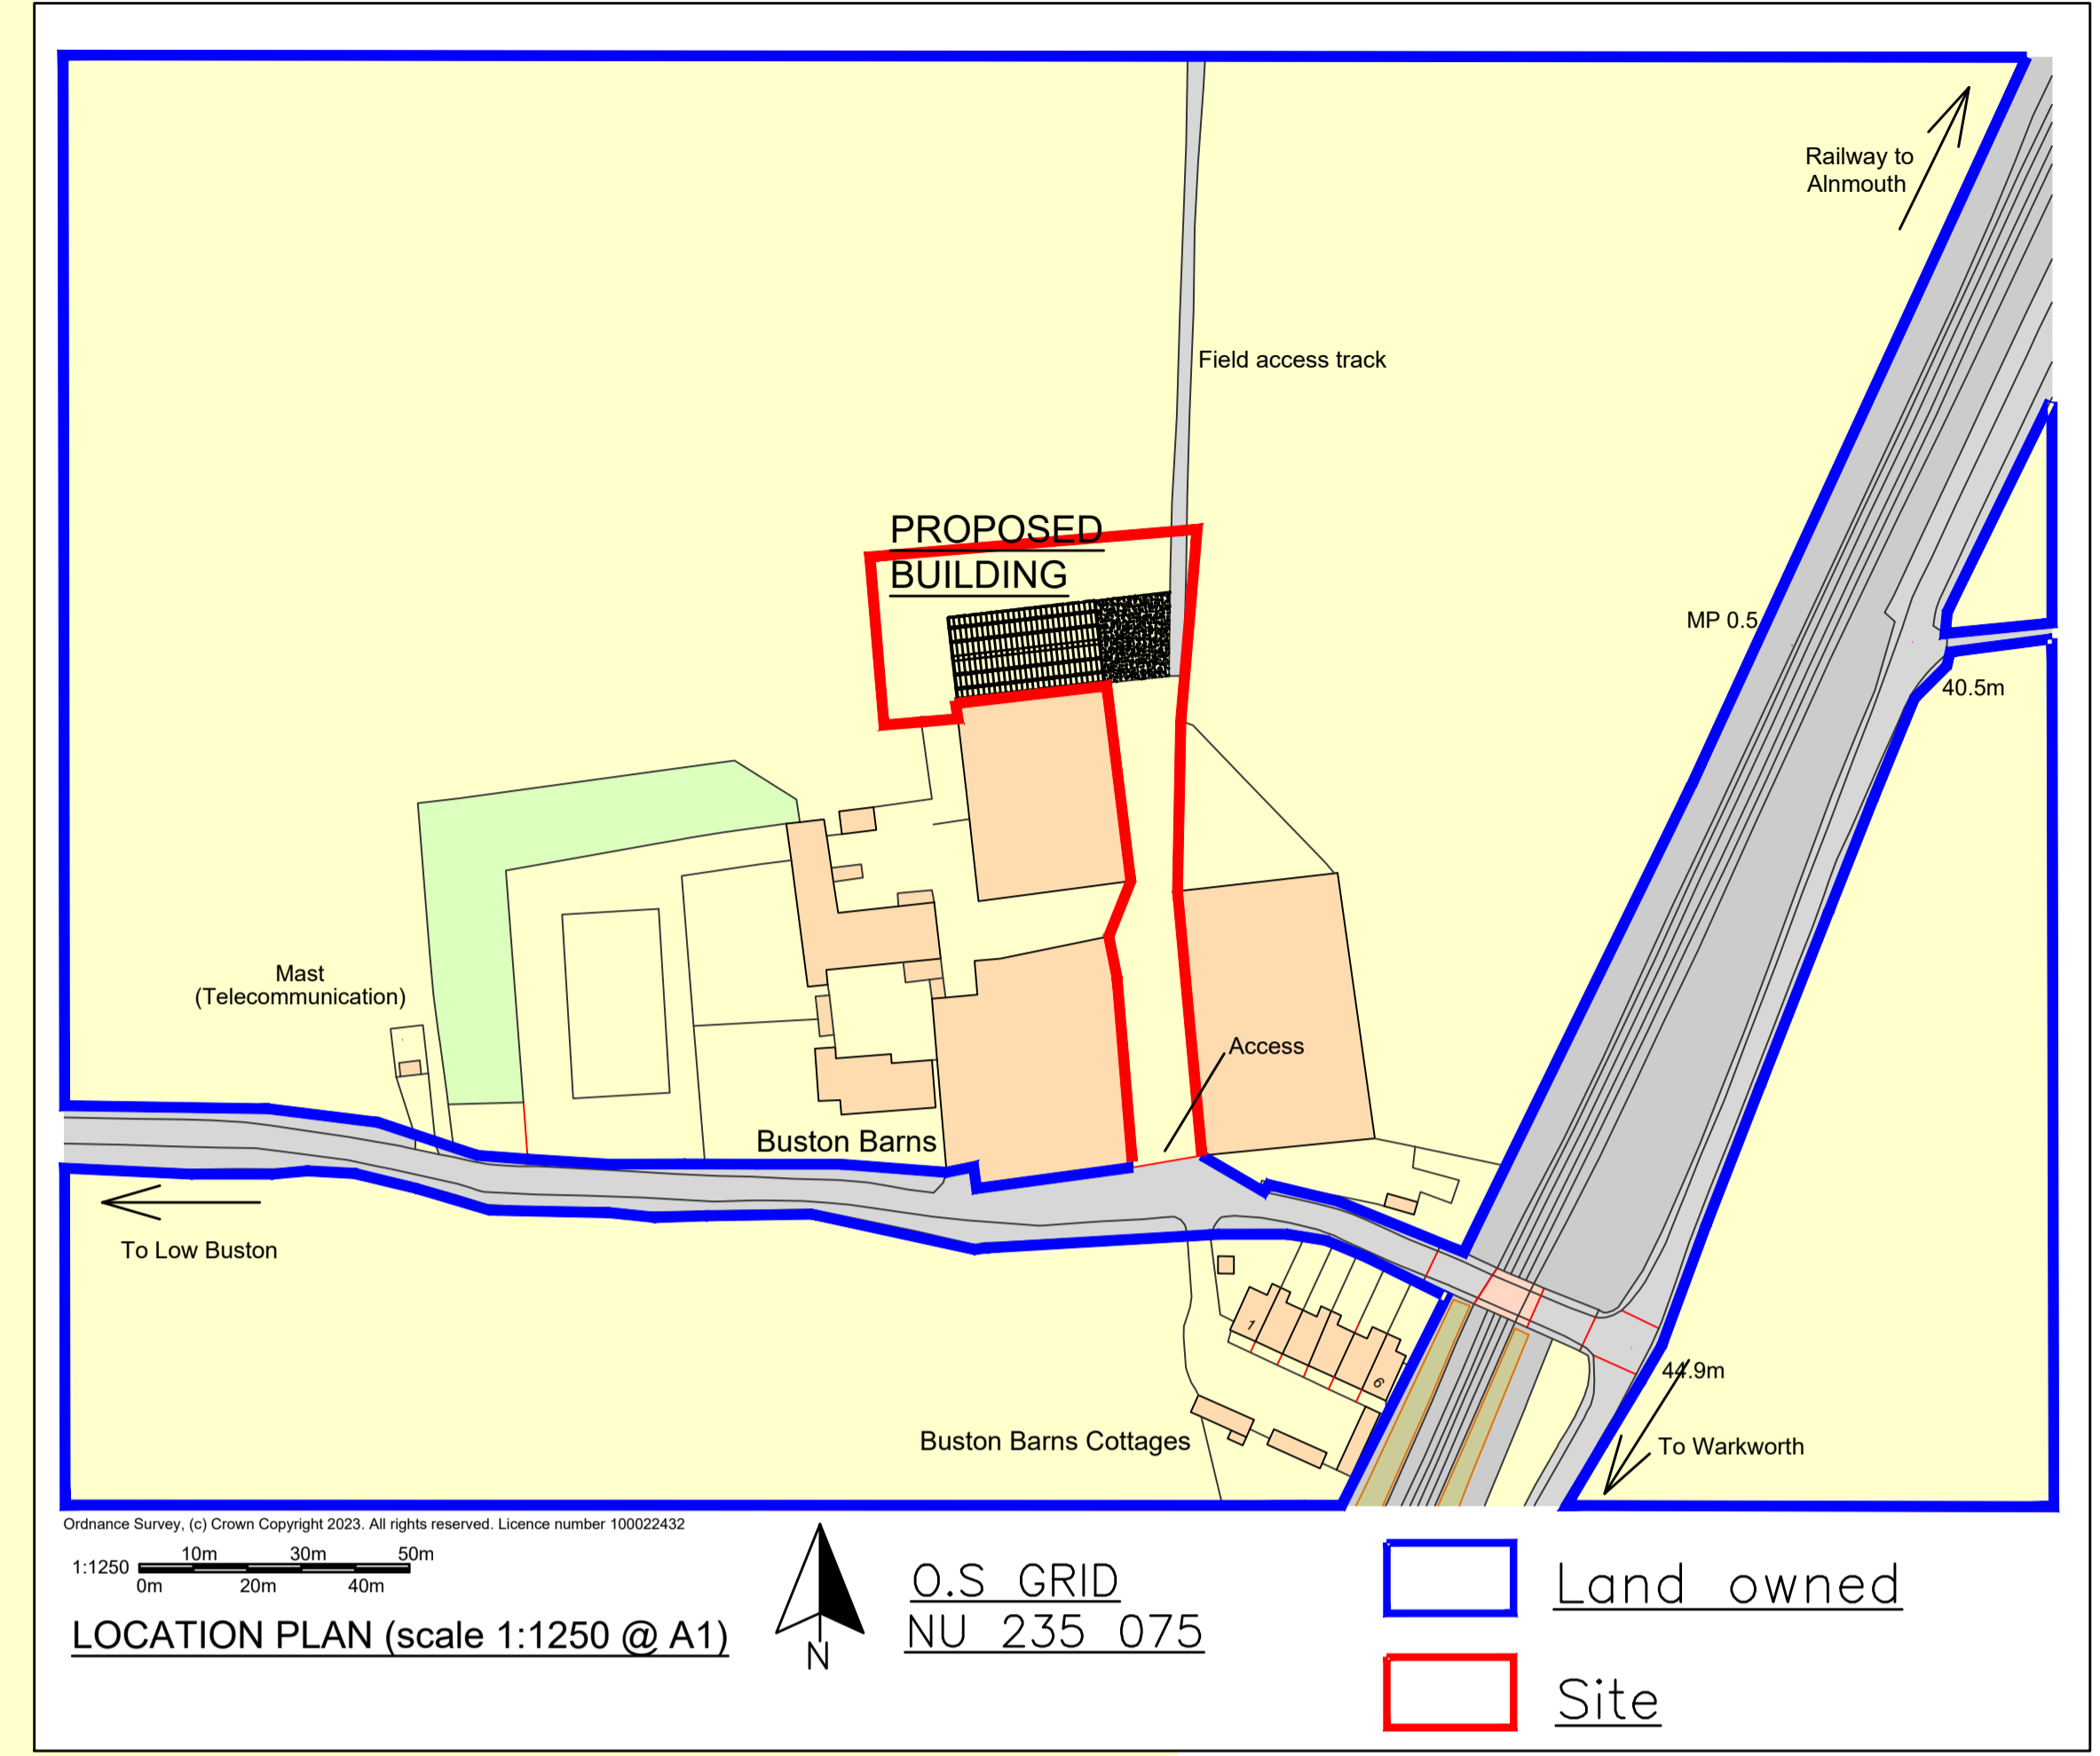 Railway to
Alnmouth
Field access track
PROPOSED
BUILDING
MP 0.5
40.5m
Mast
(Telecommunication)
Access
Buston Barns
To Low Buston
1
6
44.9m
Buston Barns Cottages
To Warkworth
Ordnance Survey, (c) Crown Copyright 2023. All rights reserved. Licence number 100022432
10m 30m 50m
1:1250
0m 20m 40m
LOCATION PLAN (scale 1:1250 @ A1)
N
O.S GRID
NU 235 075
Land owned
Site